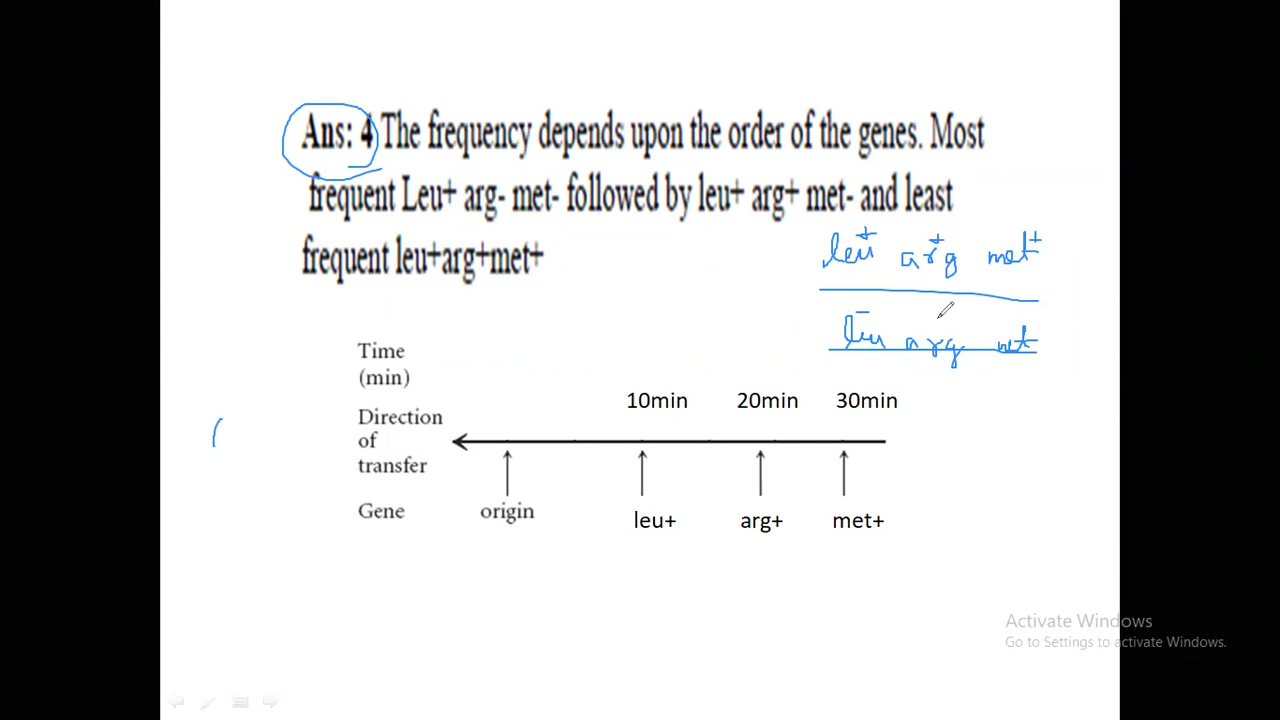 Ans: 4 The frequency depends upon the order of the genes. Most
frequent Leu+ arg- met- followed by leu+ arg+ met- and least
frequent leu+arg+met+
leu+ arg+ met+
leu- arg met
Time
(min)
10min 20min 30min
Direction
of
transfer
Gene origin leu+ arg+ met+
Activate Windows
Go to Settings to activate Windows.